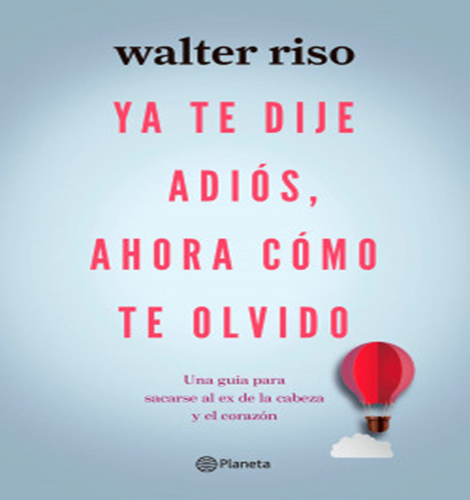 walter riso
YA TE DIJE
ADIÓS,
AHORA CÓMO
TE OLVIDO
Una guia para
sacarse al ex de la cabeza
y el corazón
Planeta